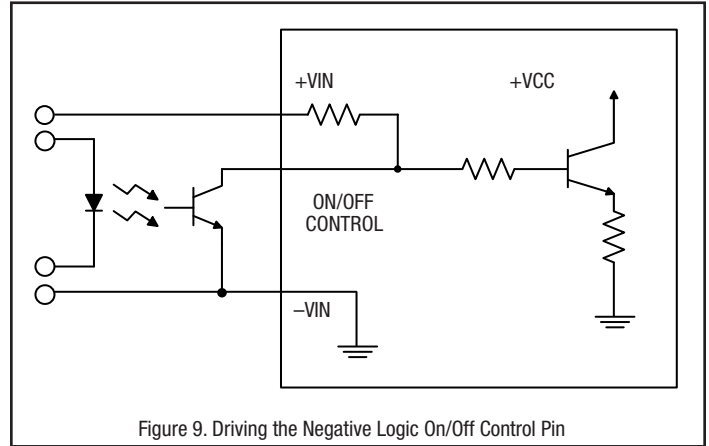 +VIN
+VCC
ON/OFF
CONTROL
–VIN
Figure 9. Driving the Negative Logic On/Off Control Pin